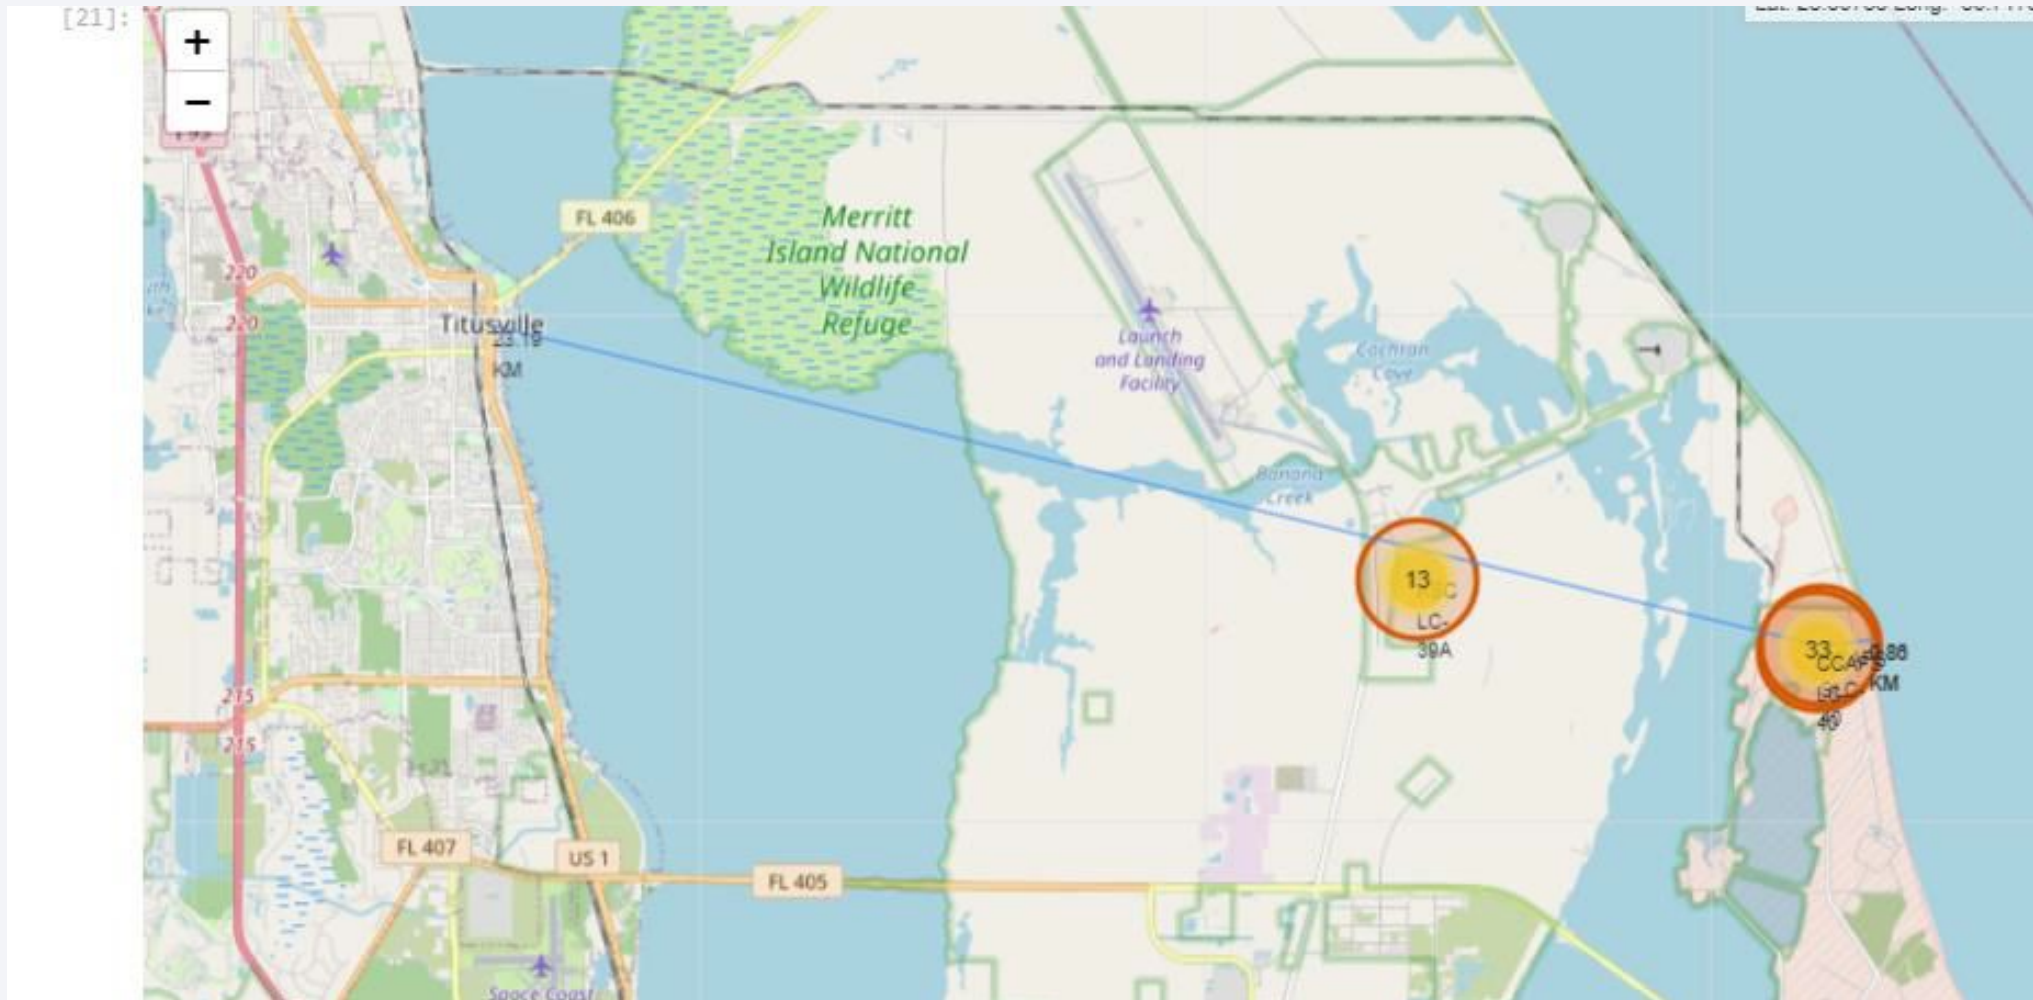 [21]:
+
−
FL 406
Merritt
Island National
Wildlife
Refuge
220
220
Titusville
23.19
KM
Launch
and Landing
Facility
Cochran
Cove
Banana
Creek
13
LC-
39A
33
KM
215
215
FL 407
US 1
FL 405
Space Coast